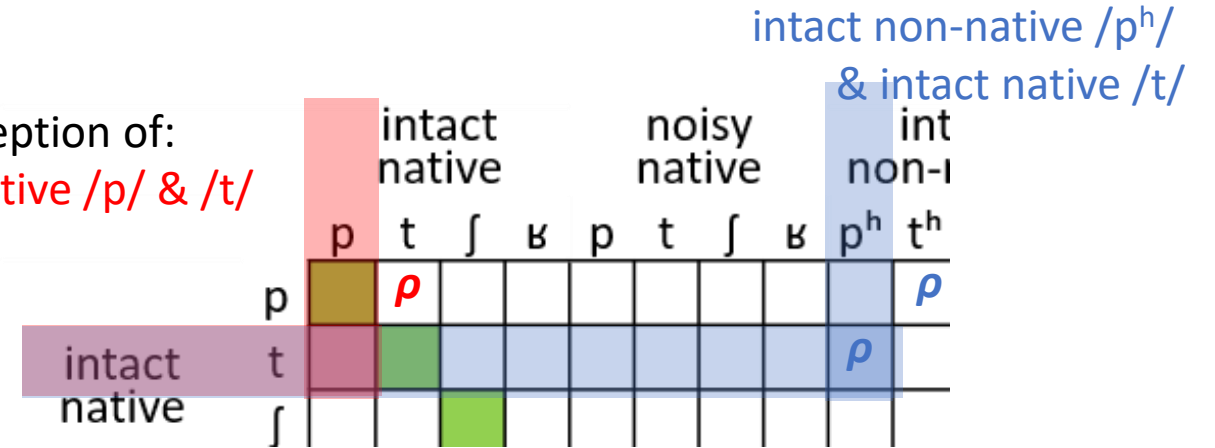 intact non-native /pʰ/
& intact native /t/
eption of:
tive /p/ & /t/
intact noisy int
native native non-n
p t ʃ ʁ p t ʃ ʁ pʰ tʰ
p ρ ρ
intact t ρ
native
ʃ